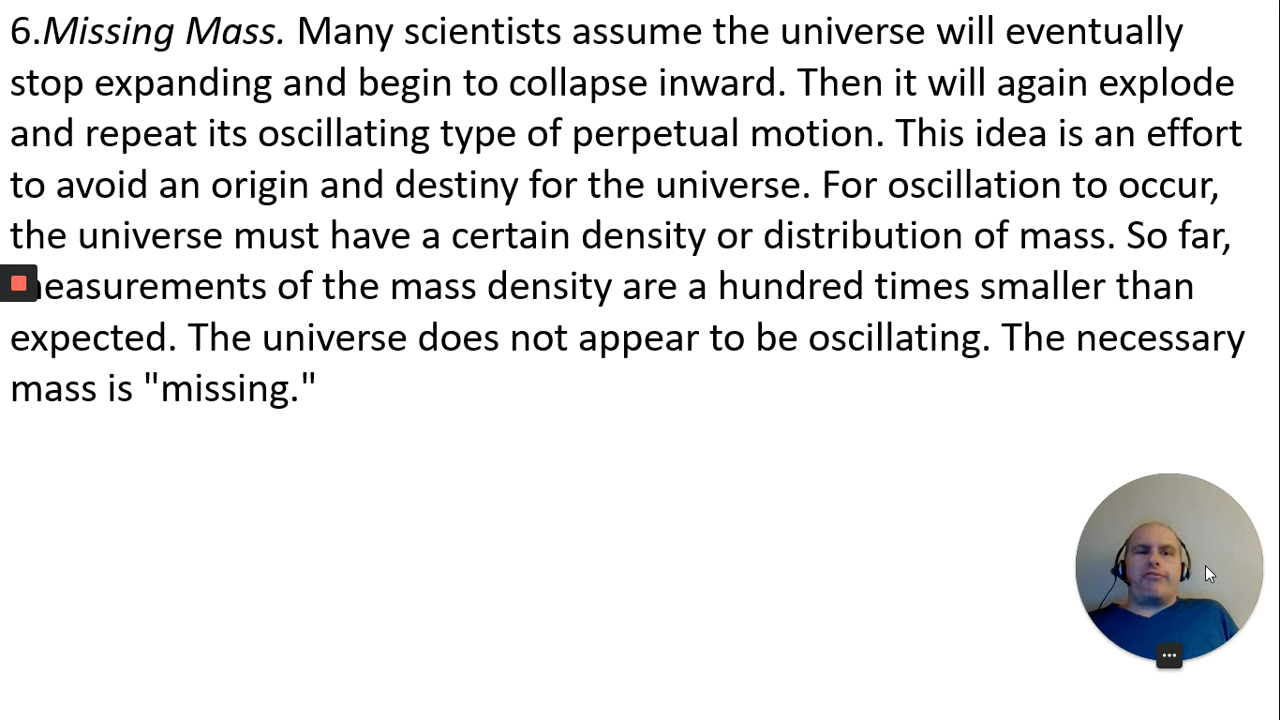 6.Missing Mass. Many scientists assume the universe will eventually
stop expanding and begin to collapse inward. Then it will again explode
and repeat its oscillating type of perpetual motion. This idea is an effort
to avoid an origin and destiny for the universe. For oscillation to occur,
the universe must have a certain density or distribution of mass. So far,
measurements of the mass density are a hundred times smaller than
expected. The universe does not appear to be oscillating. The necessary
mass is "missing."